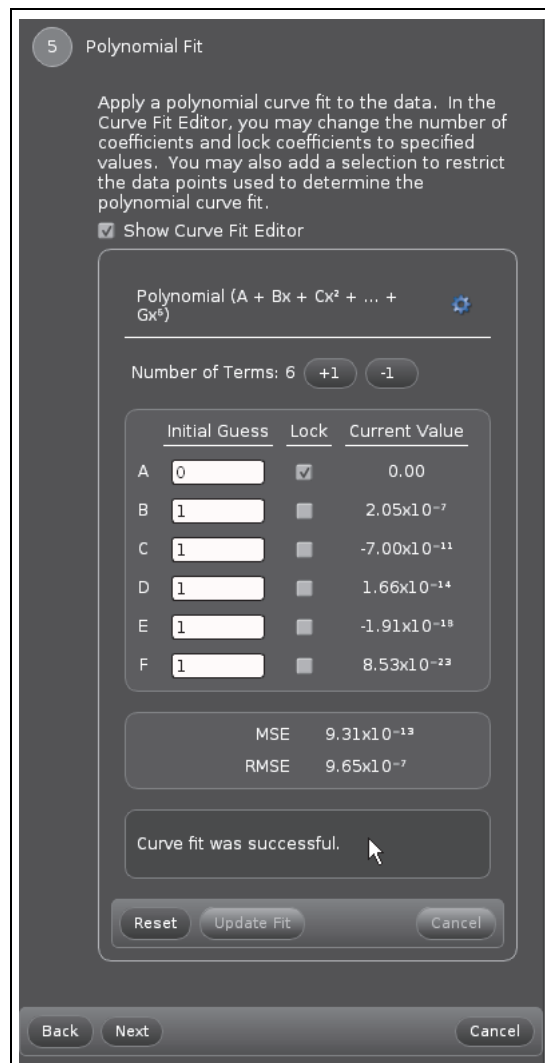 5 Polynomial Fit
Apply a polynomial curve fit to the data. In the
Curve Fit Editor, you may change the number of
coefficients and lock coefficients to specified
values. You may also add a selection to restrict
the data points used to determine the
polynomial curve fit.
Show Curve Fit Editor
Polynomial (A + Bx + Cx² + ... +
Gx⁶)
Number of Terms: 6 +1 -1
Initial Guess Lock Current Value
A 0 0.00
B 1 2.05x10⁻⁷
C 1 -7.00x10⁻¹¹
D 1 1.66x10⁻¹⁴
E 1 -1.91x10⁻¹⁸
F 1 8.53x10⁻²³
MSE 9.31x10⁻¹³
RMSE 9.65x10⁻⁷
Curve fit was successful.
Reset Update Fit Cancel
Back Next Cancel